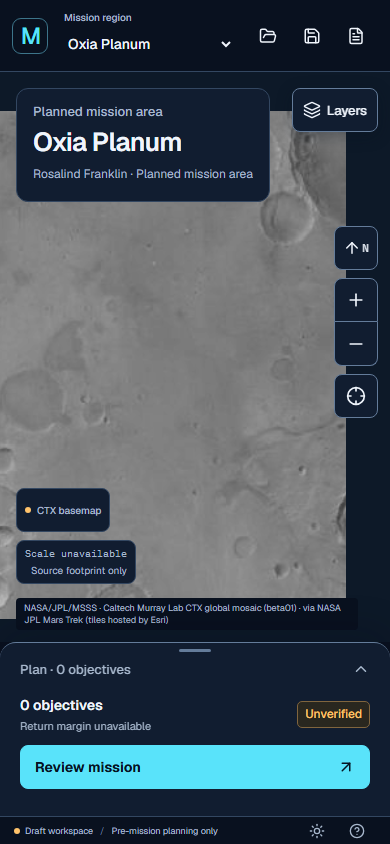 M
Mission region
Oxia Planum
Planned mission area
Oxia Planum
Rosalind Franklin · Planned mission area
Layers
N
CTX basemap
Scale unavailable
Source footprint only
NASA/JPL/MSSS · Caltech Murray Lab CTX global mosaic (beta01) · via NASA
JPL Mars Trek (tiles hosted by Esri)
Plan · 0 objectives
0 objectives
Return margin unavailable
Unverified
Review mission
Draft workspace / Pre-mission planning only